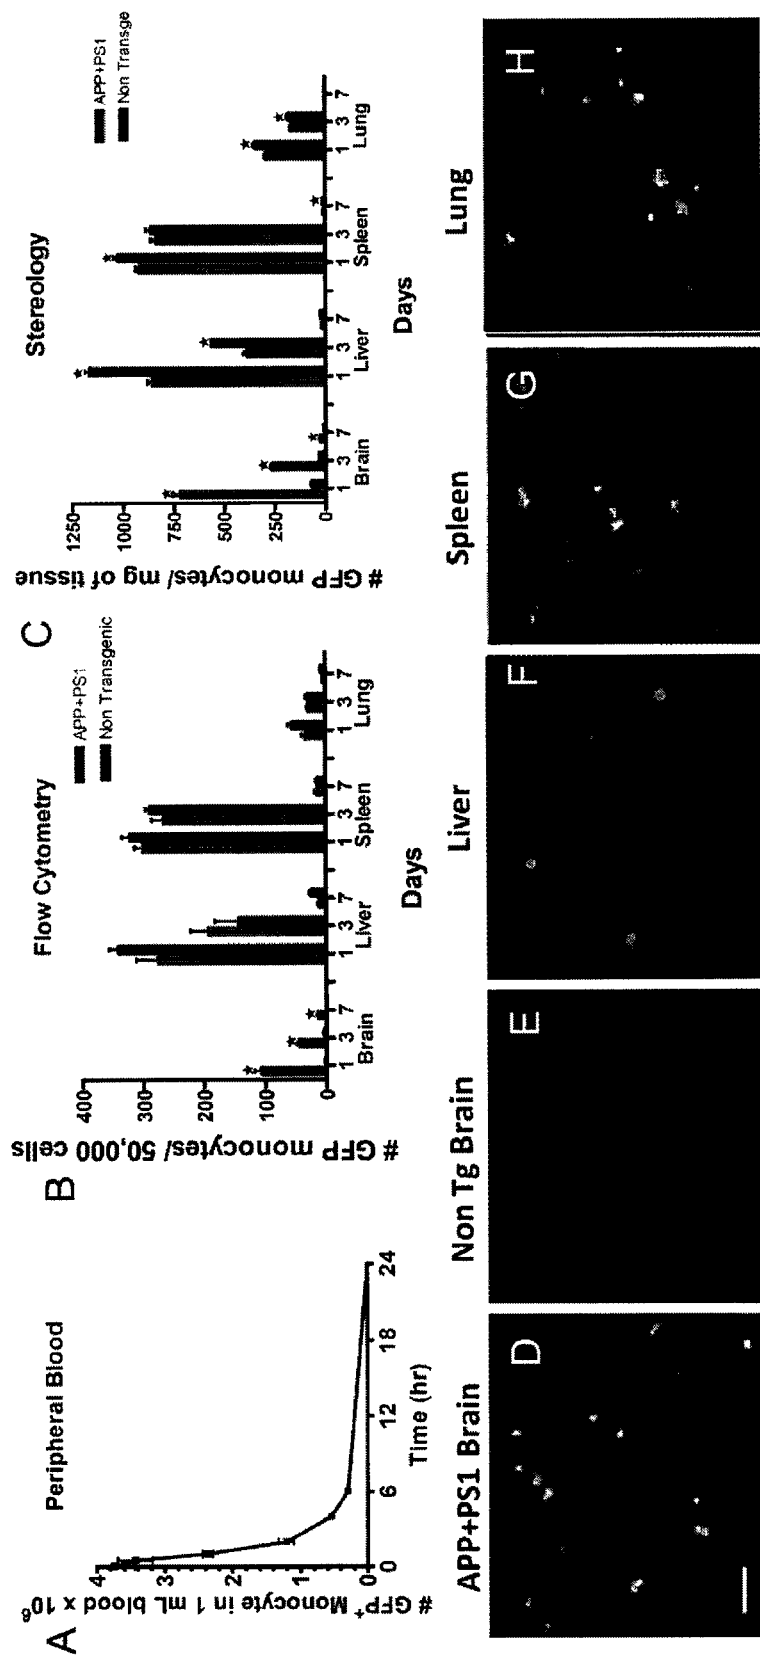 A
Peripheral Blood
# GFP+ Monocyte in 1 mL blood x 10^6
4
3
2
1
0
0 6 12 18 24
Time (hr)
B
Flow Cytometry
APP+PS1
Non Transgenic
# GFP monocytes/ 50,000 cells
400
300
200
100
0
1 3 7 1 3 7 1 3 7 1 3 7
Brain Liver Spleen Lung
Days
C
Stereology
APP+PS1
Non Transge
# GFP monocytes/ mg of tissue
1250
1000
750
250
0
1 3 7 1 3 7 1 3 7 1 3 7
Brain Liver Spleen Lung
Days
APP+PS1 Brain
Non Tg Brain
Liver
Spleen
Lung
D
E
F
G
H